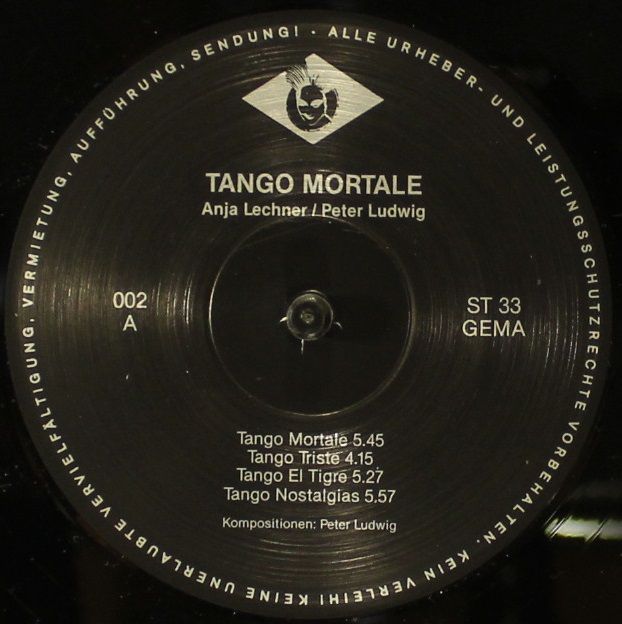 ALLE URHEBER- UND LEISTUNGSSCHUTZRECHTE VORBEHALTEN. KEIN VERLEIH! KEINE UNERLAUBTE VERVIELFÄLTIGUNG, VERMIETUNG, AUFFÜHRUNG, SENDUNG! ·
TANGO MORTALE
Anja Lechner / Peter Ludwig
002
A
ST 33
GEMA
Tango Mortale 5.45
Tango Triste 4.15
Tango El Tigre 5.27
Tango Nostalgias 5.57
Kompositionen: Peter Ludwig